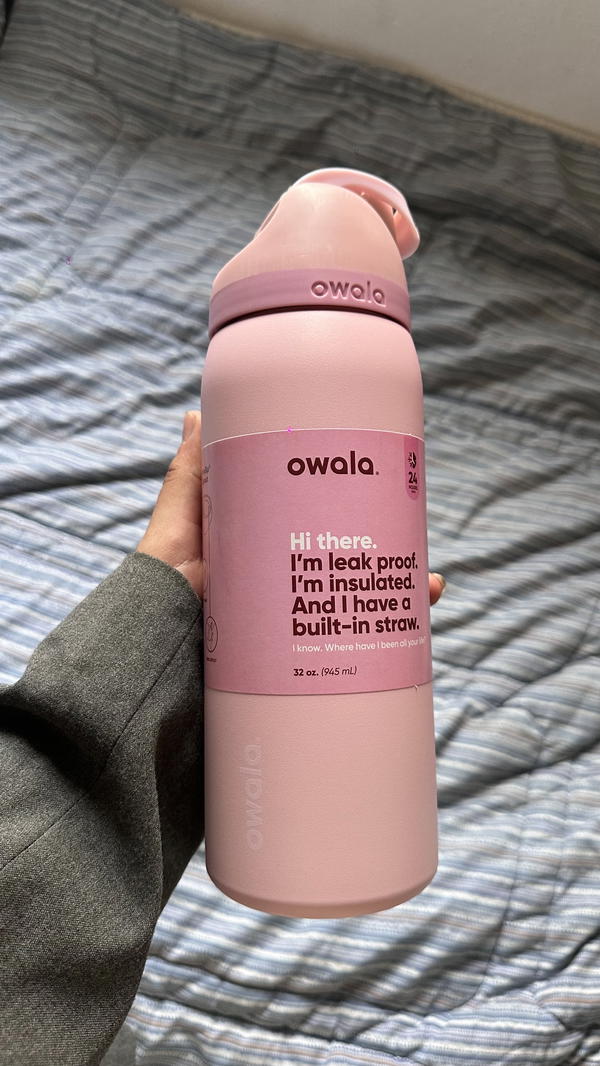 owala
owala.
24
Hi there.
I'm leak proof.
I'm insulated.
And I have a
built-in straw.
I know. Where have I been all your life?
32 oz. (945 mL)
owala.